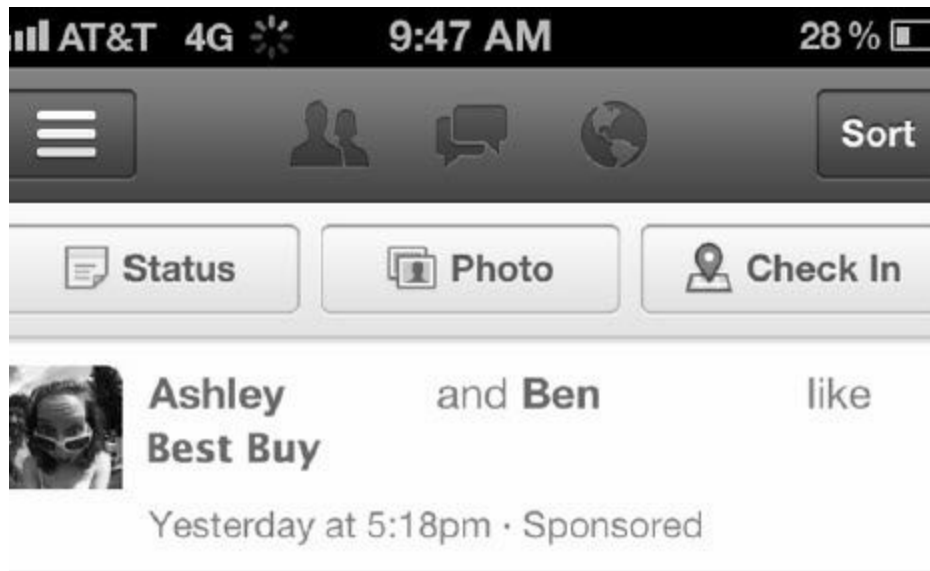 AT&T 4G 9:47 AM 28%
Sort
Status Photo Check In
Ashley and Ben like
Best Buy
Yesterday at 5:18pm · Sponsored